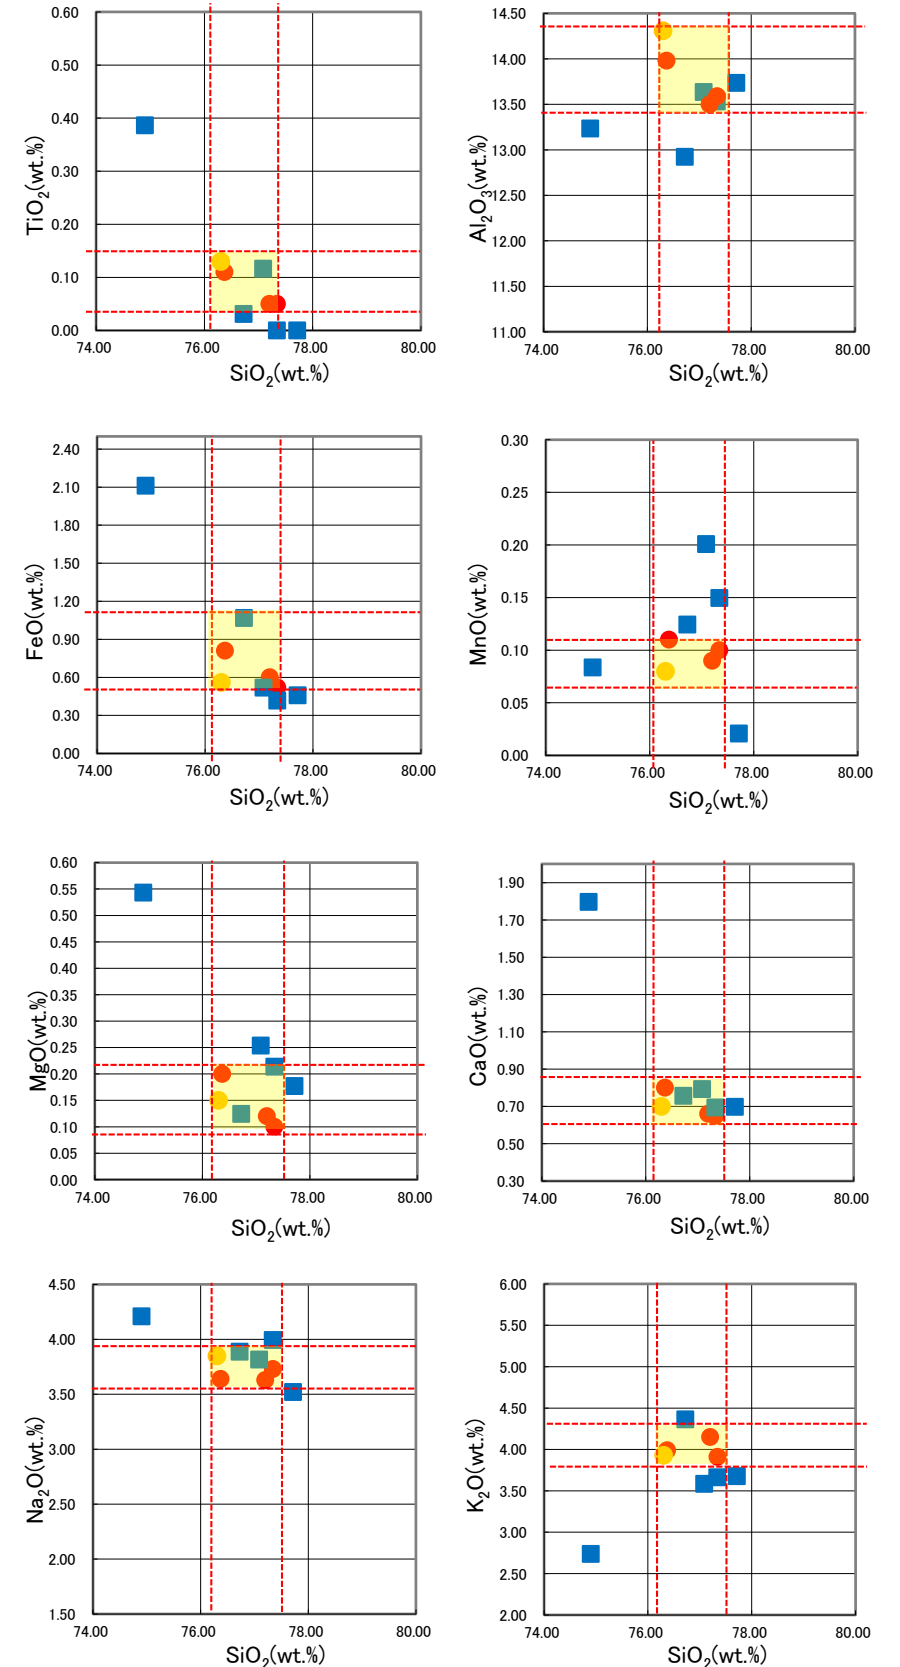 0.60
0.50
0.40
0.30
0.20
0.10
0.00
TiO2(wt.%)
74.00 76.00 78.00 80.00
SiO2(wt.%)
14.50
14.00
13.50
13.00
12.50
12.00
11.50
11.00
Al2O3(wt.%)
74.00 76.00 78.00 80.00
SiO2(wt.%)
2.40
2.10
1.80
1.50
1.20
0.90
0.60
0.30
0.00
FeO(wt.%)
74.00 76.00 78.00 80.00
SiO2(wt.%)
0.30
0.25
0.20
0.15
0.10
0.05
0.00
MnO(wt.%)
74.00 76.00 78.00 80.00
SiO2(wt.%)
0.60
0.55
0.50
0.45
0.40
0.35
0.30
0.25
0.20
0.15
0.10
0.05
0.00
MgO(wt.%)
74.00 76.00 78.00 80.00
SiO2(wt.%)
1.90
1.70
1.50
1.30
1.10
0.90
0.70
0.50
0.30
CaO(wt.%)
74.00 76.00 78.00 80.00
SiO2(wt.%)
4.50
4.00
3.50
3.00
2.50
2.00
1.50
Na2O(wt.%)
74.00 76.00 78.00 80.00
SiO2(wt.%)
6.00
5.50
5.00
4.50
4.00
3.50
3.00
2.50
2.00
K2O(wt.%)
74.00 76.00 78.00 80.00
SiO2(wt.%)